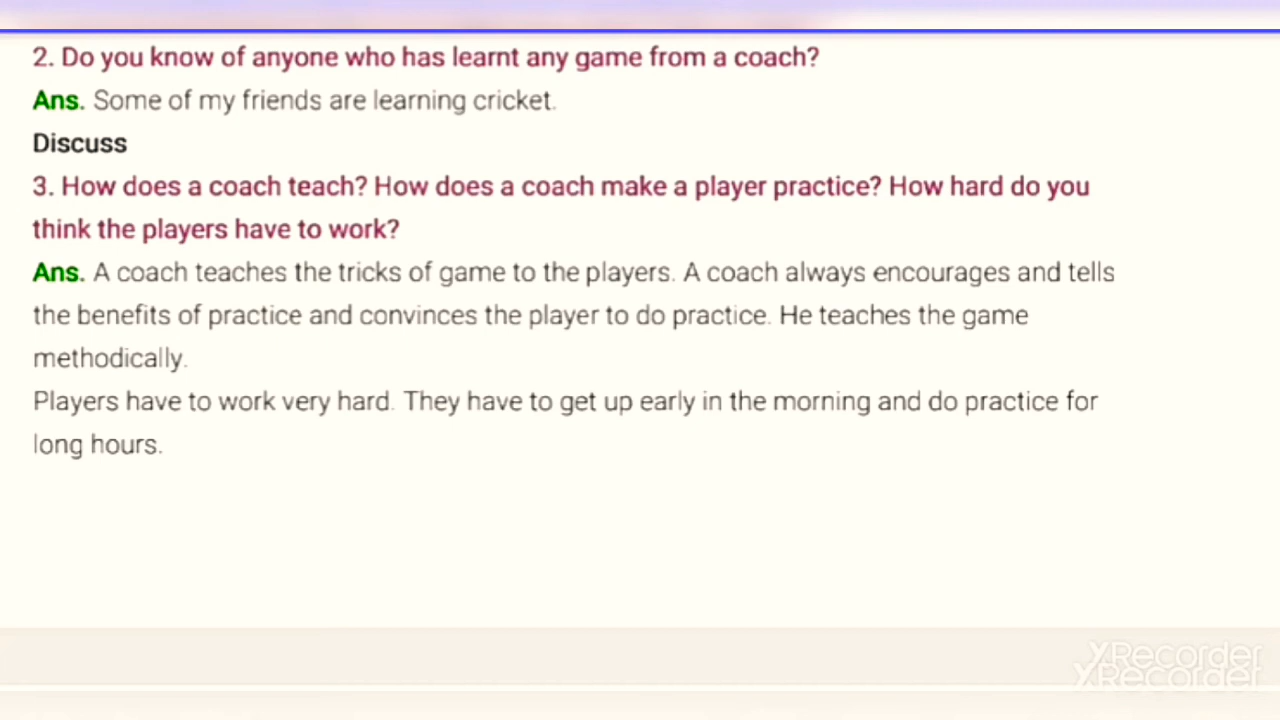 2. Do you know of anyone who has learnt any game from a coach?
Ans. Some of my friends are learning cricket.
Discuss
3. How does a coach teach? How does a coach make a player practice? How hard do you
think the players have to work?
Ans. A coach teaches the tricks of game to the players. A coach always encourages and tells
the benefits of practice and convinces the player to do practice. He teaches the game
methodically.
Players have to work very hard. They have to get up early in the morning and do practice for
long hours.
XRecorder
XRecorder